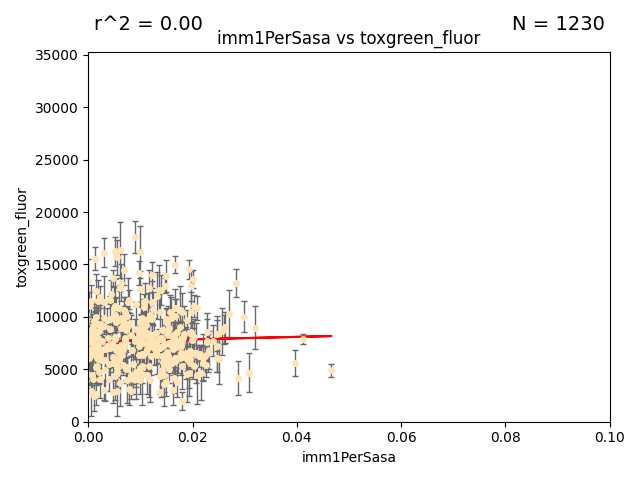 r^2 = 0.00
N = 1230
imm1PerSasa vs toxgreen_fluor
35000
30000
25000
20000
15000
10000
5000
0
toxgreen_fluor
0.00
0.02
0.04
0.06
0.08
0.10
imm1PerSasa